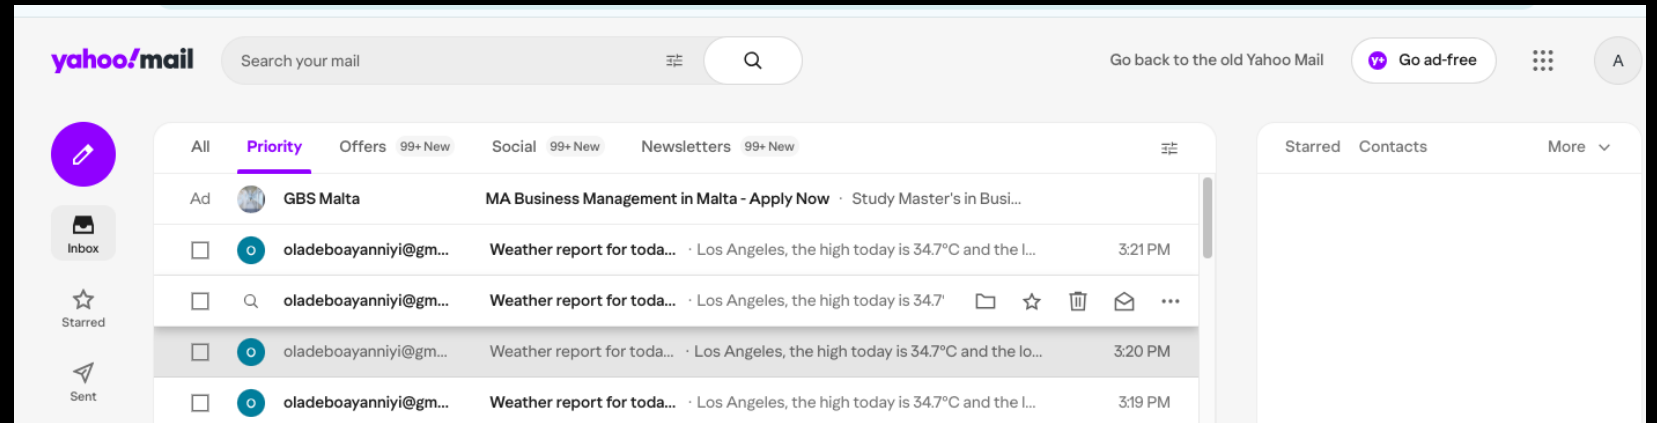 yahoo!mail Search your mail Go back to the old Yahoo Mail y+ Go ad-free A
All Priority Offers 99+ New Social 99+ New Newsletters 99+ New Starred Contacts More
Ad GBS Malta MA Business Management in Malta - Apply Now · Study Master's in Busi...
Inbox
O oladeboayanniyi@gm... Weather report for toda... · Los Angeles, the high today is 34.7°C and the l... 3:21 PM
oladeboayanniyi@gm... Weather report for toda... · Los Angeles, the high today is 34.7°
Starred
O oladeboayanniyi@gm... Weather report for toda... · Los Angeles, the high today is 34.7°C and the lo... 3:20 PM
Sent
O oladeboayanniyi@gm... Weather report for toda... · Los Angeles, the high today is 34.7°C and the l... 3:19 PM